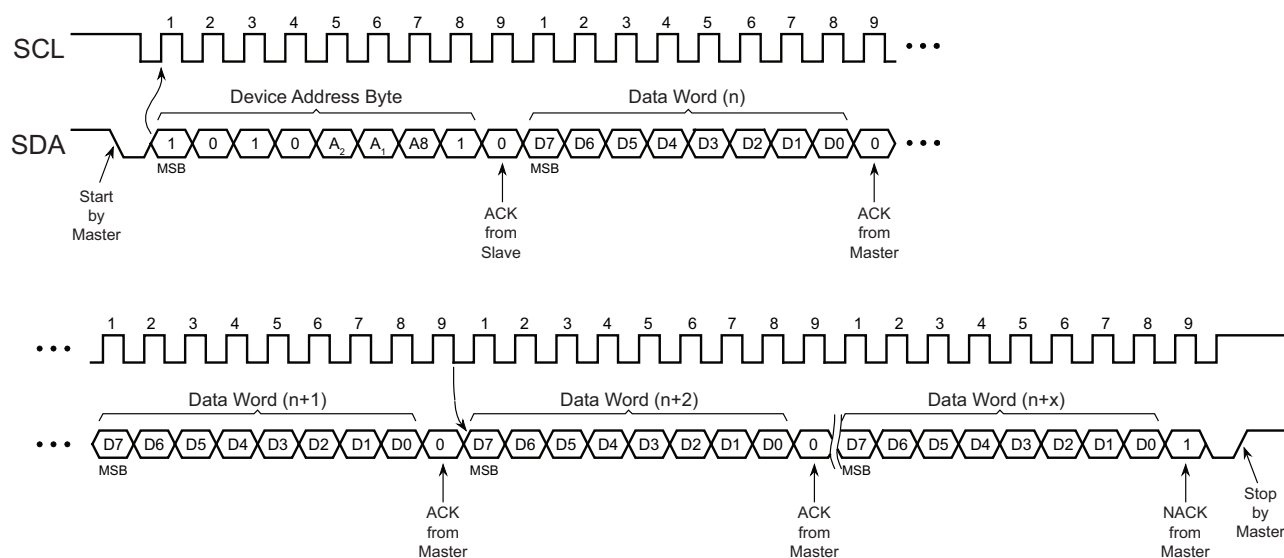 1 2 3 4 5 6 7 8 9 1 2 3 4 5 6 7 8 9
SCL
Device Address Byte Data Word (n)
SDA 1 0 1 0 A2 A1 A8 1 0 D7 D6 D5 D4 D3 D2 D1 D0 0
MSB MSB
Start
by
Master
ACK
from
Slave
ACK
from
Master
1 2 3 4 5 6 7 8 9 1 2 3 4 5 6 7 8 9 1 2 3 4 5 6 7 8 9
Data Word (n+1) Data Word (n+2) Data Word (n+x)
D7 D6 D5 D4 D3 D2 D1 D0 0 D7 D6 D5 D4 D3 D2 D1 D0 0 D7 D6 D5 D4 D3 D2 D1 D0 1
MSB MSB MSB
ACK
from
Master
ACK
from
Master
NACK
from
Master
Stop
by
Master